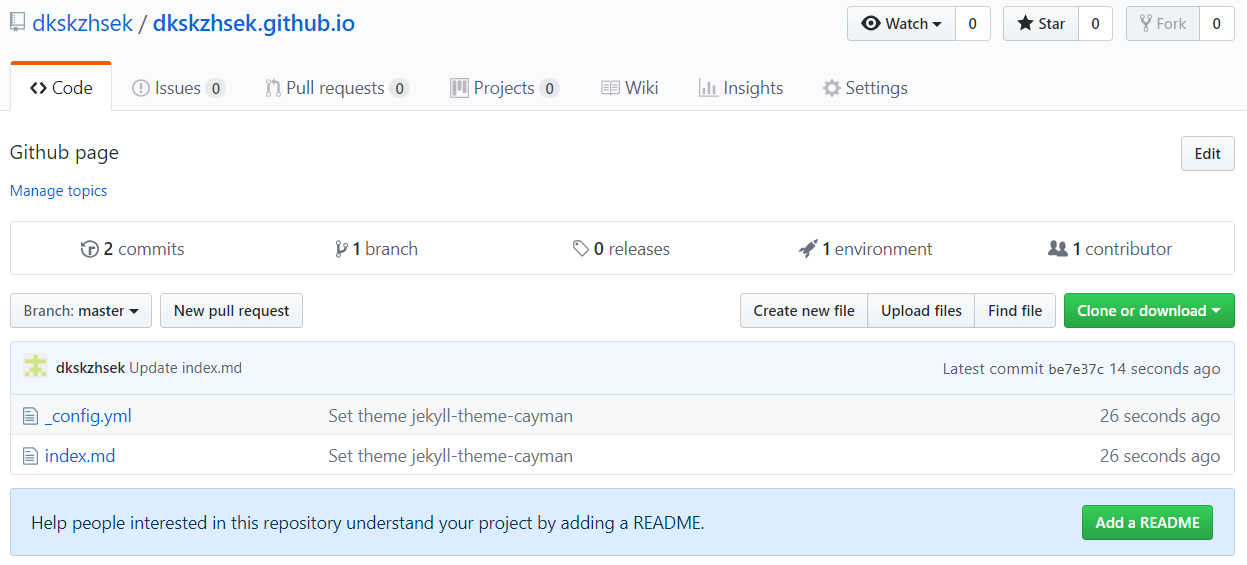 dkskzhsek / dkskzhsek.github.io Watch 0 Star 0 Fork 0
Code Issues 0 Pull requests 0 Projects 0 Wiki Insights Settings
Github page Edit
Manage topics
2 commits 1 branch 0 releases 1 environment 1 contributor
Branch: master New pull request Create new file Upload files Find file Clone or download
dkskzhsek Update index.md Latest commit be7e37c 14 seconds ago
_config.yml Set theme jekyll-theme-cayman 26 seconds ago
index.md Set theme jekyll-theme-cayman 26 seconds ago
Help people interested in this repository understand your project by adding a README. Add a README